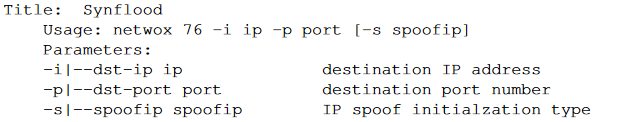 Title: Synflood
Usage: netwox 76 -i ip -p port [-s spoofip]
Parameters:
-i|--dst-ip ip destination IP address
-p|--dst-port port destination port number
-s|--spoofip spoofip IP spoof initialzation type